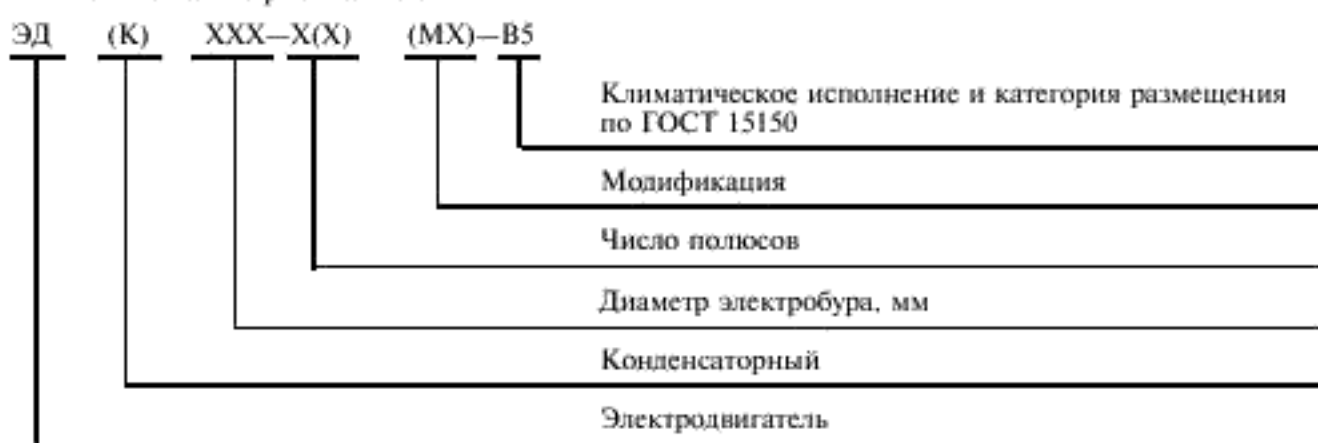 ЭД (К) ХХХ—Х(Х) (МХ)—В5
Климатическое исполнение и категория размещения
по ГОСТ 15150
Модификация
Число полюсов
Диаметр электробура, мм
Конденсаторный
Электродвигатель